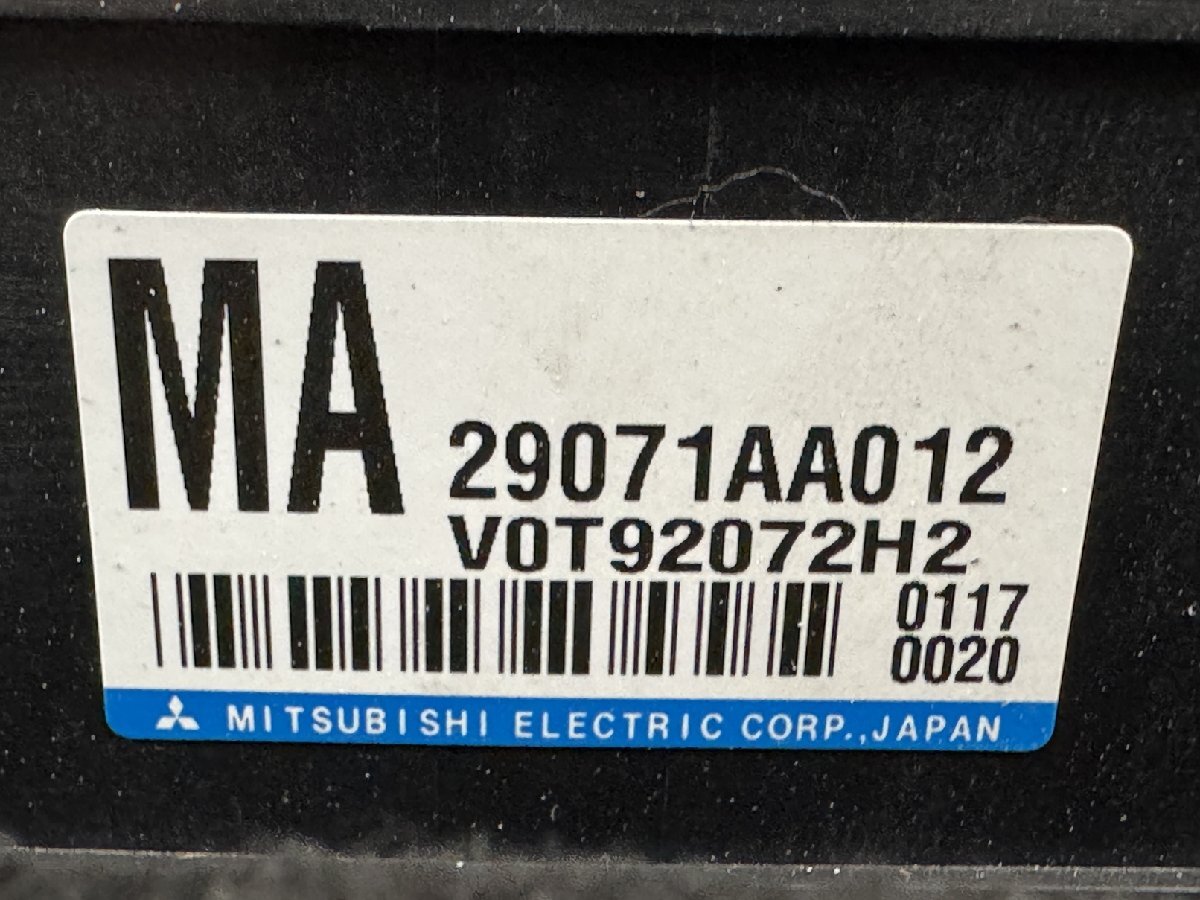 MA
29071AA012
V0T92072H2
0117
0020
MITSUBISHI ELECTRIC CORP.,JAPAN